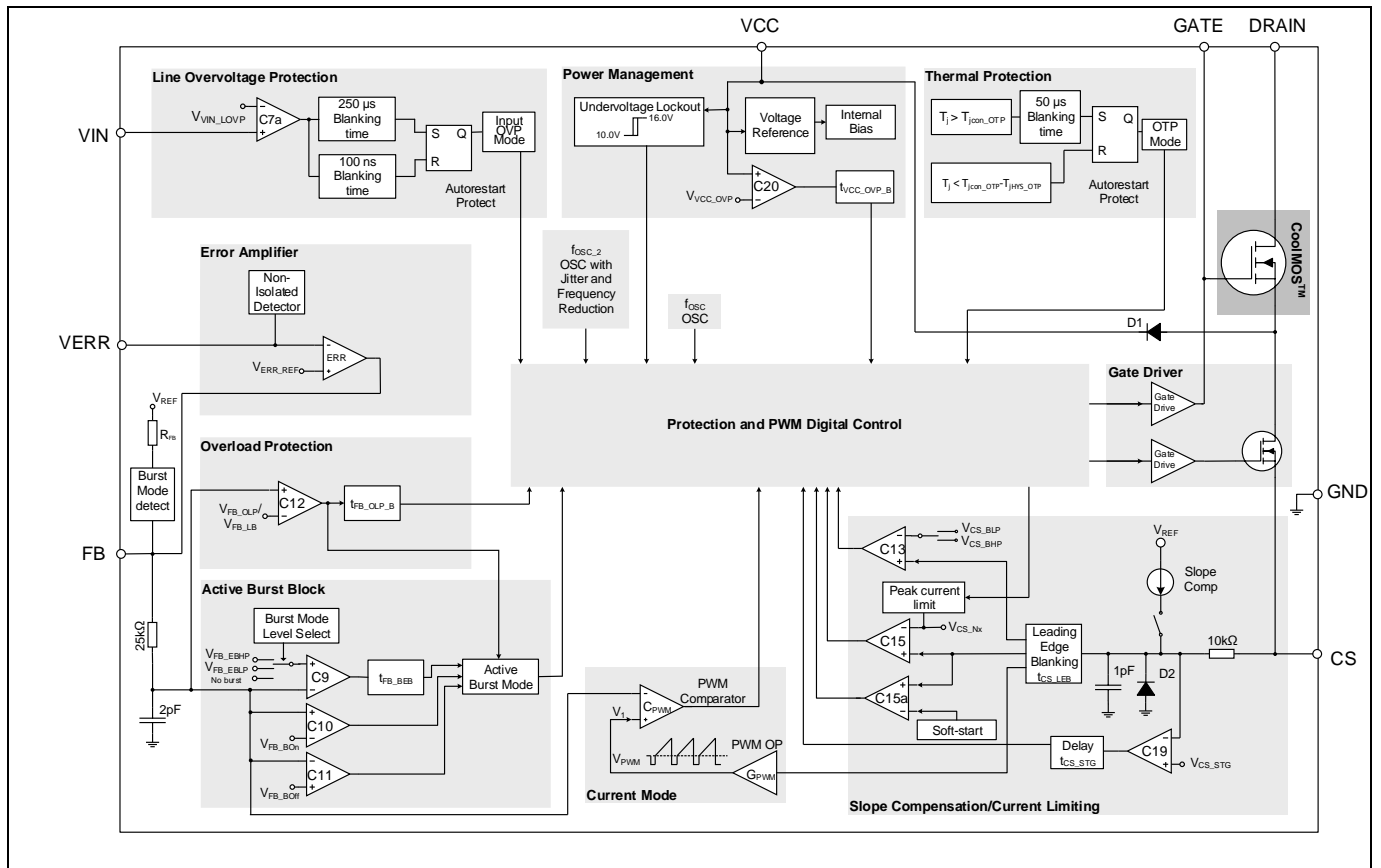 VCC
GATE
DRAIN
Line Overvoltage Protection
V_VIN_LOVP
−
+
C7a
250 µs
Blanking
time
100 ns
Blanking
time
S
Q
R
Input
OVP
Mode
Autorestart
Protect
VIN
Power Management
Undervoltage Lockout
16.0V
10.0V
Voltage
Reference
Internal
Bias
+
C20
−
V_VCC_OVP
t_VCC_OVP_B
Thermal Protection
T_j > T_jcon_OTP
50 µs
Blanking
time
T_j < T_jcon_OTP-T_jHYS_OTP
S
Q
R
OTP
Mode
Autorestart
Protect
CoolMOS™
Error Amplifier
Non-
Isolated
Detector
VERR
−
ERR
+
V_ERR_REF
f_OSC_2
OSC with
Jitter and
Frequency
Reduction
f_OSC
OSC
D1
Protection and PWM Digital Control
Gate Driver
Gate
Drive
Gate
Drive
GND
V_REF
R_FB
Burst
Mode
detect
FB
25kΩ
2pF
Overload Protection
+
C12
−
V_FB_OLP/
V_FB_LB
t_FB_OLP_B
Active Burst Block
Burst Mode
Level Select
V_FB_EBHP
V_FB_EBLP
No burst
+
C9
−
t_FB_BEB
Active
Burst Mode
+
C10
−
V_FB_BOn
−
C11
+
V_FB_BOff
PWM
Comparator
−
C_PWM
+
V_1
V_PWM
PWM OP
G_PWM
Current Mode
−
C13
+
V_CS_BLP
V_CS_BHP
Peak current
limit
−
C15
+
V_CS_Nx
+
C15a
−
Soft-start
Leading
Edge
Blanking
t_CS_LEB
V_REF
Slope
Comp
10kΩ
1pF
D2
CS
Delay
t_CS_STG
−
C19
+
V_CS_STG
Slope Compensation/Current Limiting